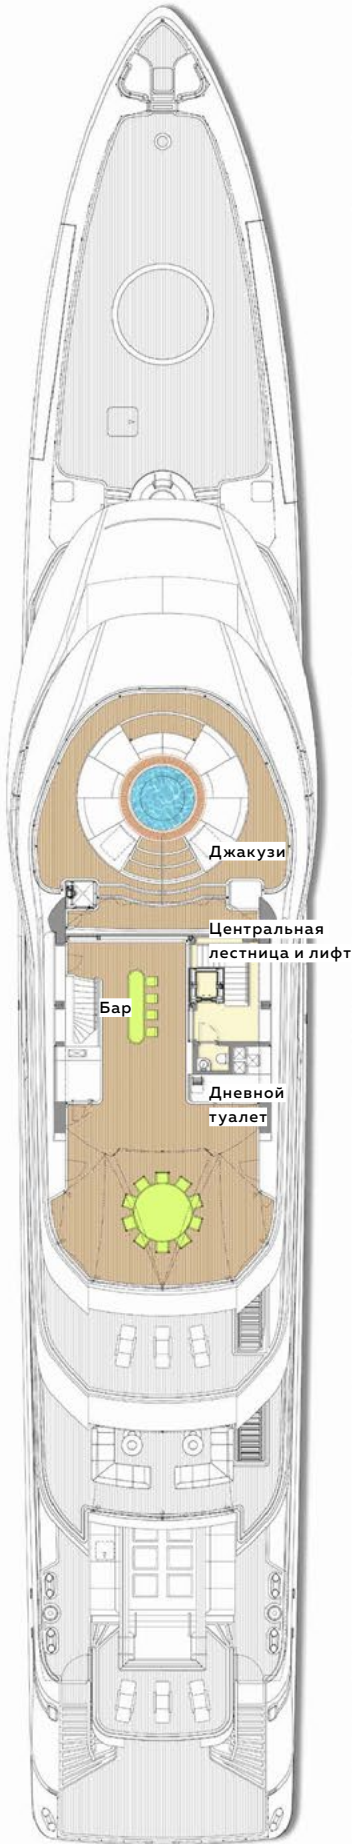 Джакузи
Центральная
лестница и лифт
Бар
Дневной
туалет